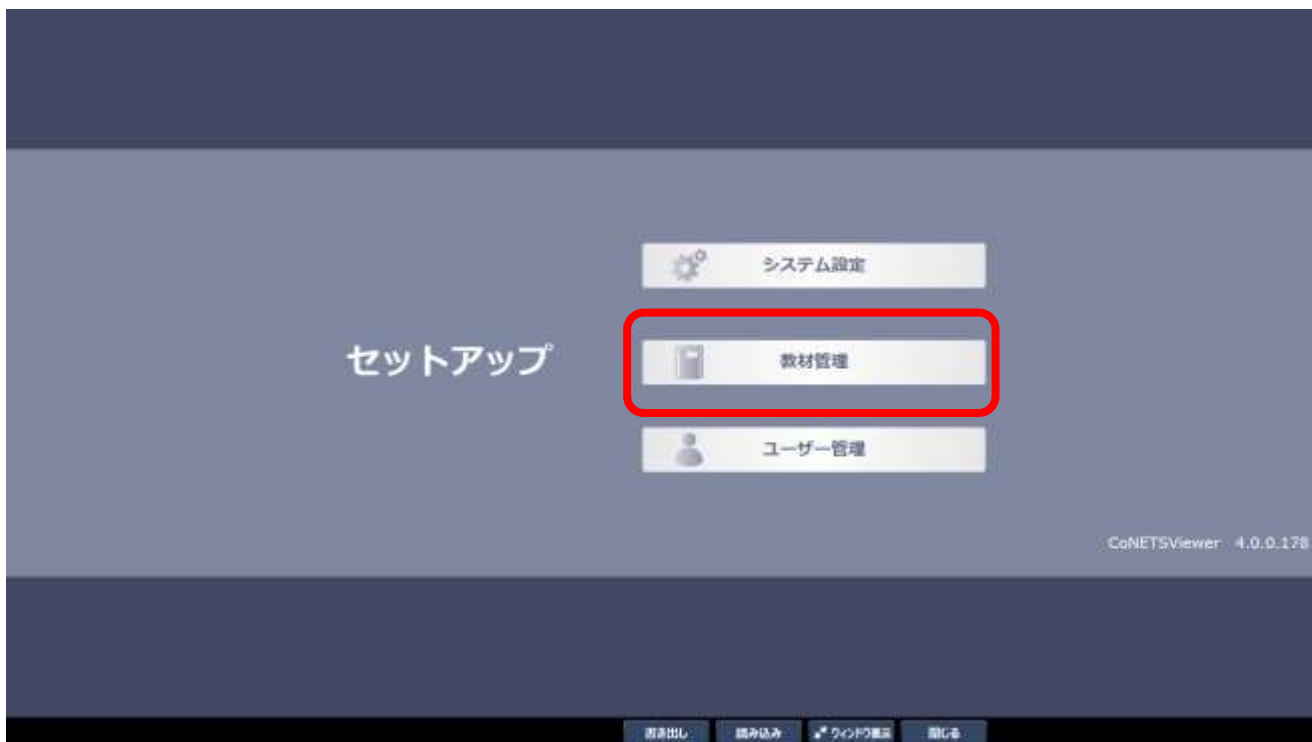 システム設定
セットアップ
教材管理
ユーザー管理
CoNETSViewer 4.0.0.178
書き出し 読み込み ウィンドウ表示 閉じる